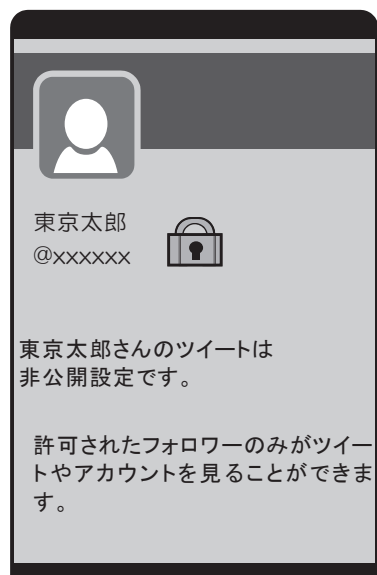 東京太郎
@xxxxxx
東京太郎さんのツイートは
非公開設定です。
許可されたフォロワーのみがツイー
トやアカウントを見ることができま
す。